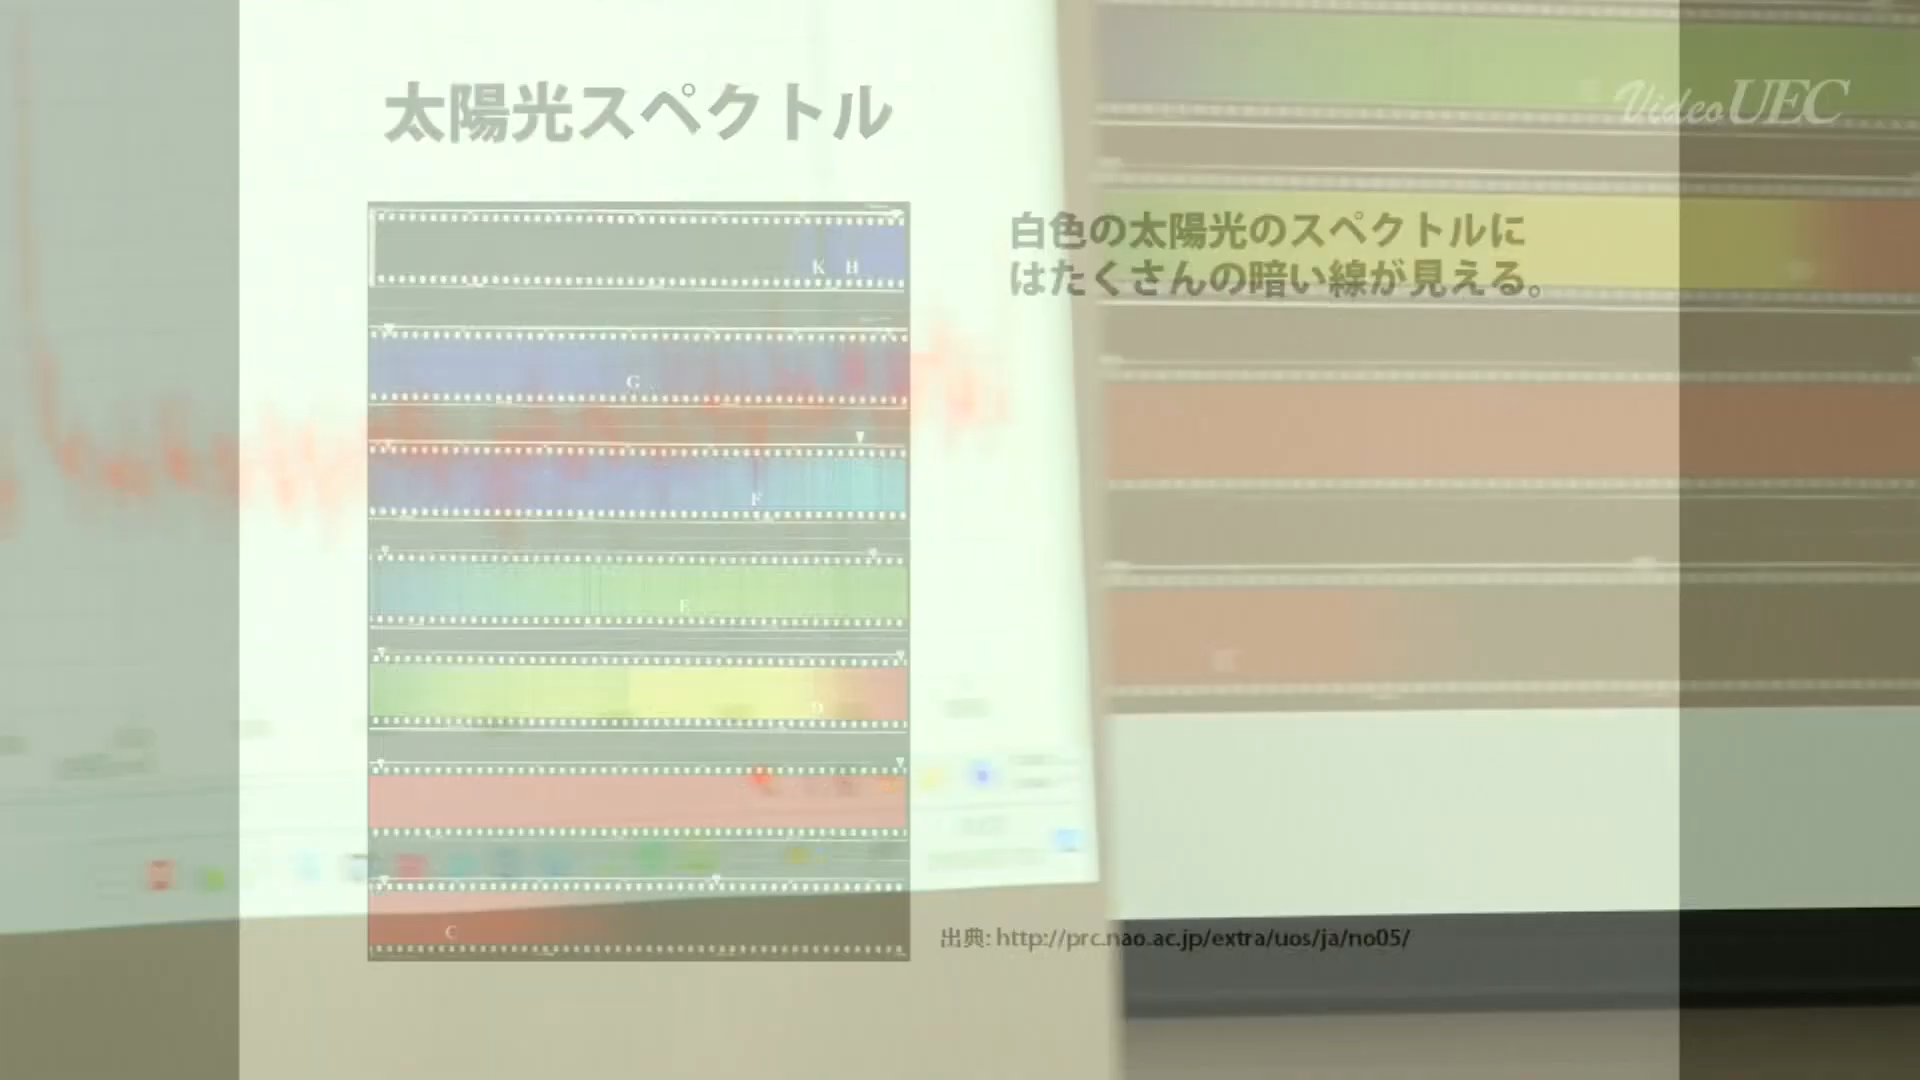 太陽光スペクトル
Video UEC
白色の太陽光のスペクトルに
はたくさんの暗い線が見える。
K H
G
F
E
D
C
出典: http://prc.nao.ac.jp/extra/uos/ja/no05/